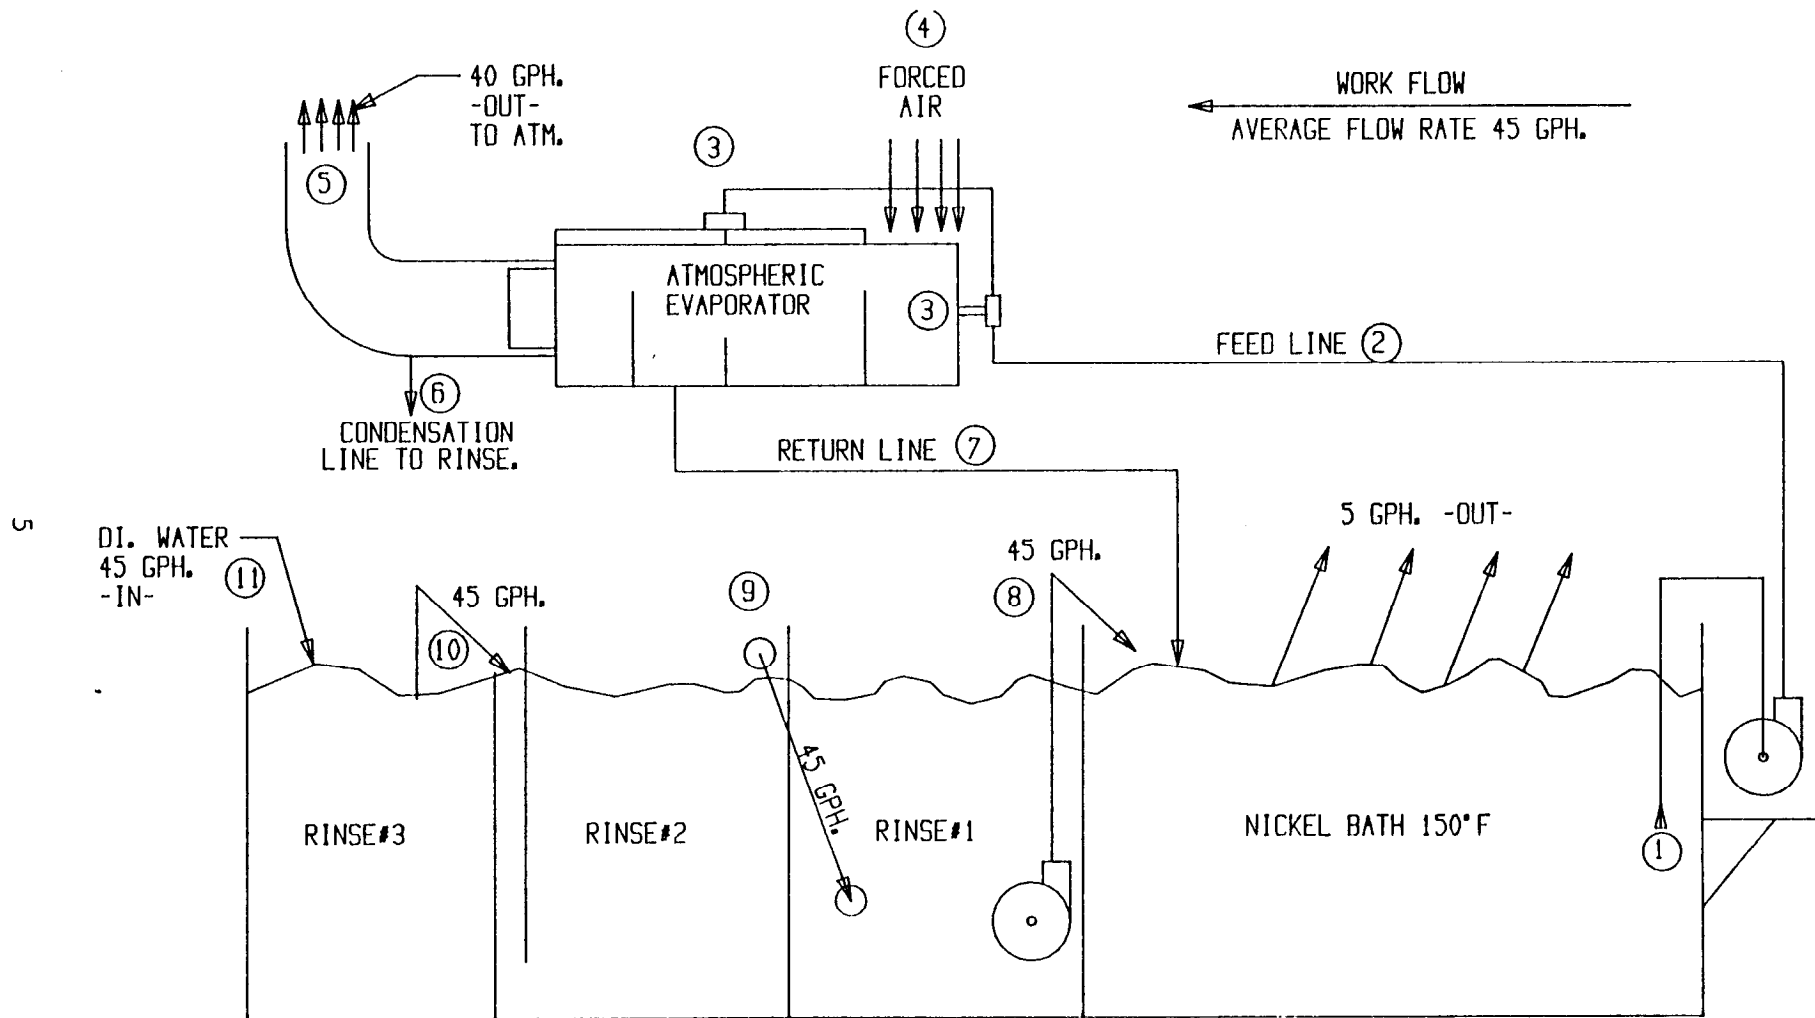 4
FORCED
AIR
40 GPH.
-OUT-
TO ATM.
WORK FLOW
AVERAGE FLOW RATE 45 GPH.
3
5
ATMOSPHERIC
EVAPORATOR
3
FEED LINE 2
6
CONDENSATION
LINE TO RINSE.
RETURN LINE 7
5
DI. WATER
45 GPH.
-IN-
11
45 GPH.
10
9
45 GPH.
8
5 GPH. -OUT-
45 GPH.
RINSE#3
RINSE#2
RINSE#1
NICKEL BATH 150°F
1